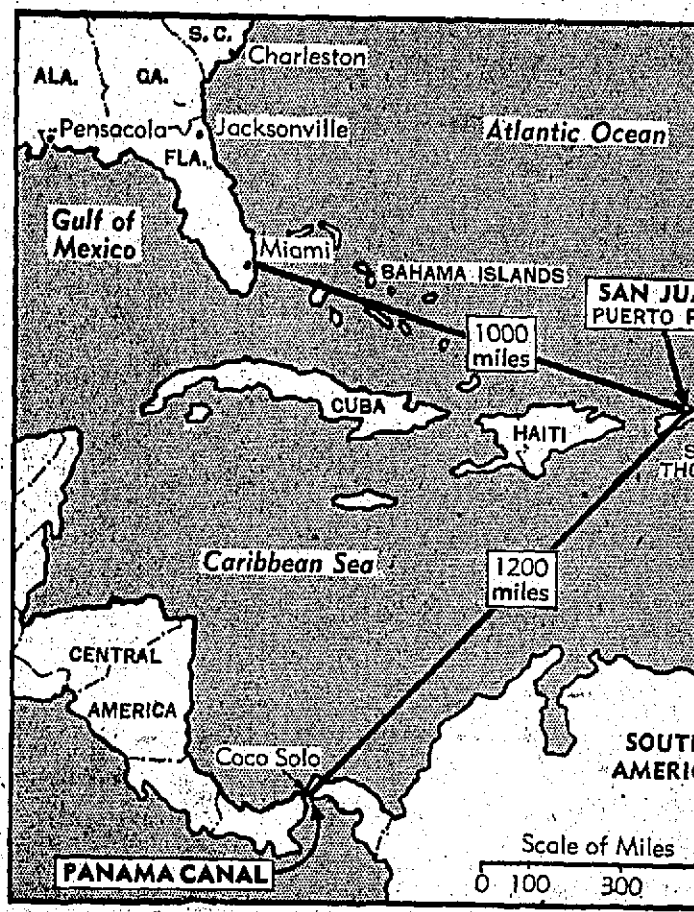 S.C.
Charleston
ALA.
GA.
Pensacola
Jacksonville
Atlantic Ocean
FLA.
Gulf of
Mexico
Miami
BAHAMA ISLANDS
SAN JUA
PUERTO
1000
miles
CUBA
HAITI
S
THO
Caribbean Sea
1200
miles
CENTRAL
AMERICA
Coco Solo
SOUTH
AMERIC
PANAMA CANAL
Scale of Miles
0 100 300